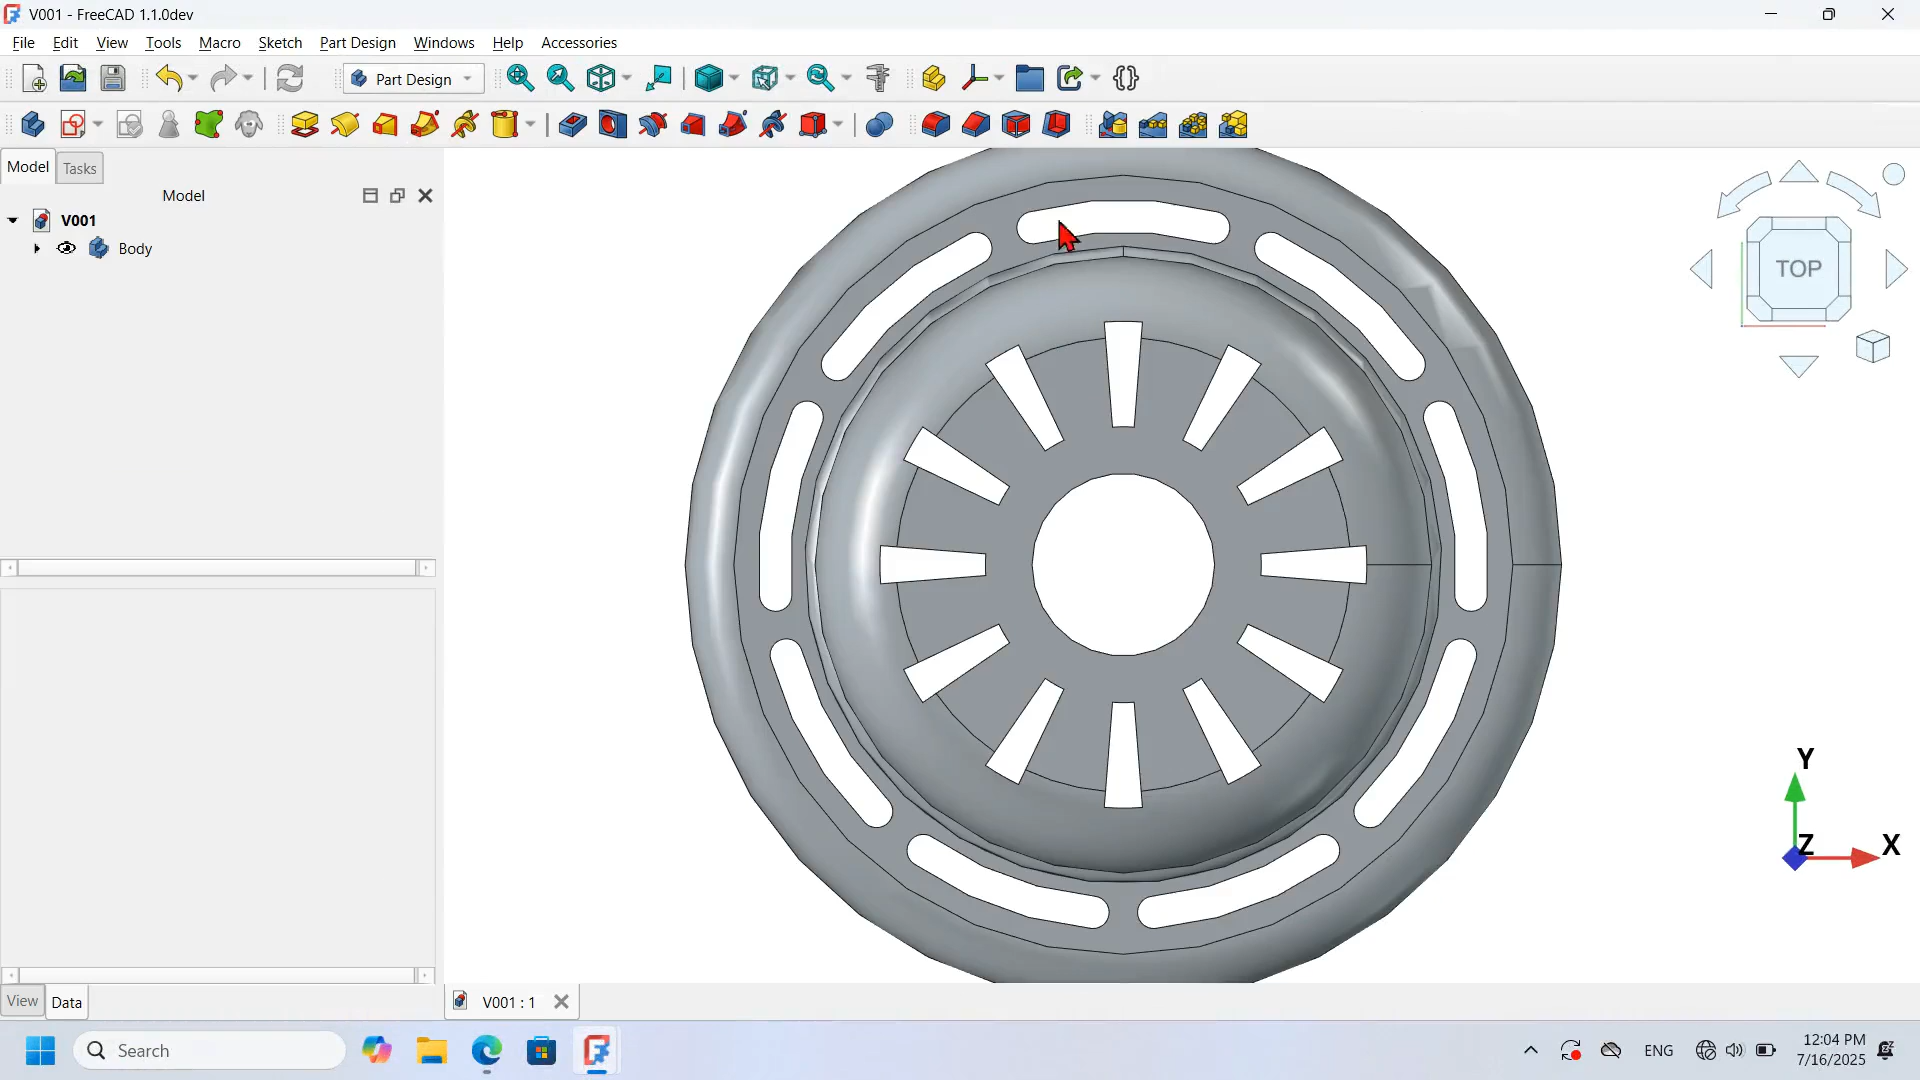 V001 - FreeCAD 1.1.0dev
File Edit View Tools Macro Sketch Part Design Windows Help Accessories
Part Design
Model Tasks
Model
V001
Body
TOP
Y
Z
X
View Data
V001 : 1
Search
ENG
12:04 PM
7/16/2025